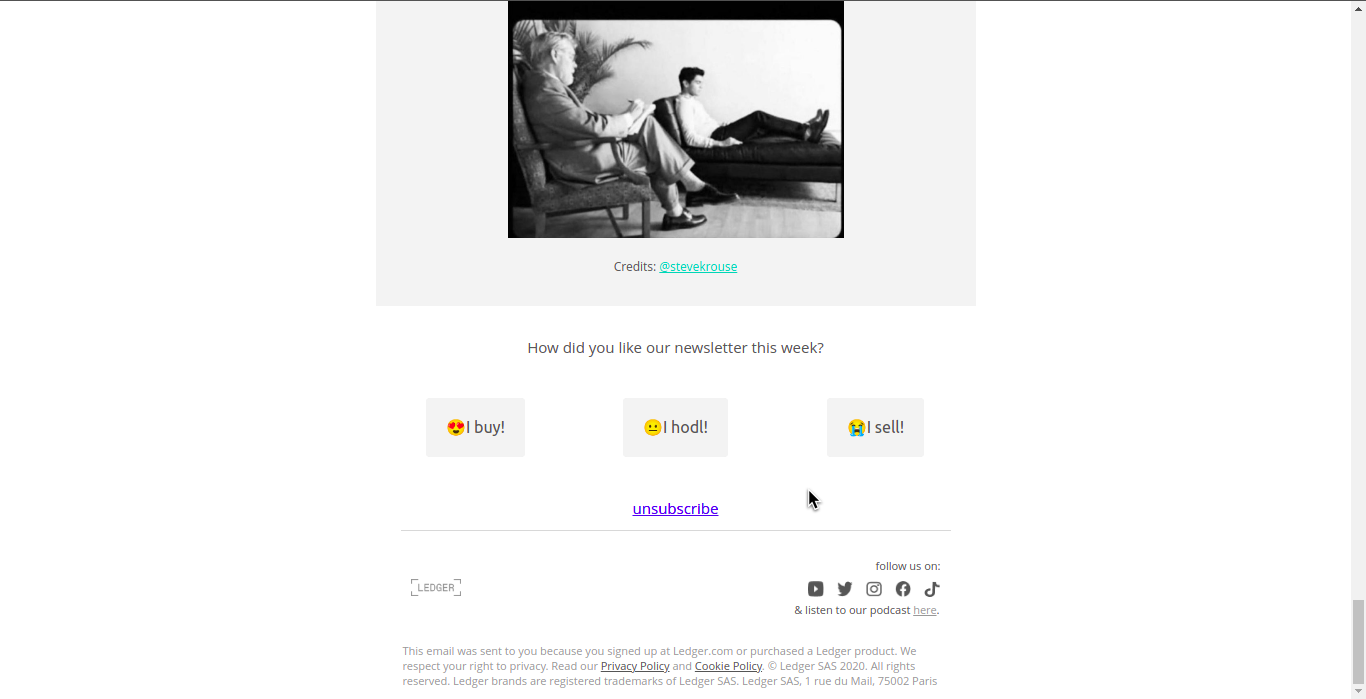 Credits: @stevekrouse
How did you like our newsletter this week?
😍I buy!
😐I hodl!
😭I sell!
unsubscribe
follow us on:
LEDGER
& listen to our podcast here.
This email was sent to you because you signed up at Ledger.com or purchased a Ledger product. We
respect your right to privacy. Read our Privacy Policy and Cookie Policy. © Ledger SAS 2020. All rights
reserved. Ledger brands are registered trademarks of Ledger SAS. Ledger SAS, 1 rue du Mail, 75002 Paris